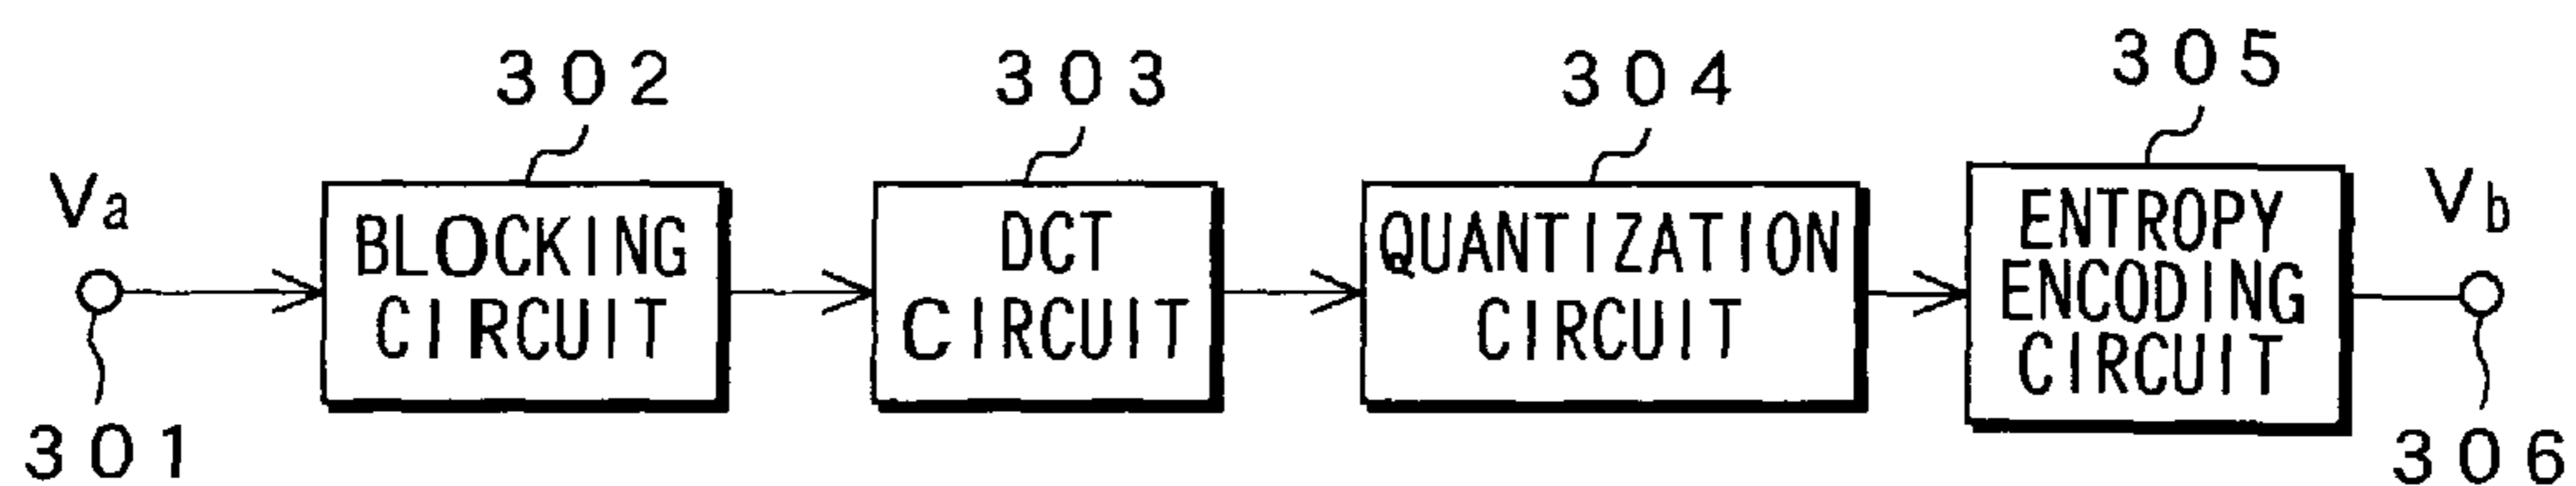 302
303
304
305
Va
BLOCKING
CIRCUIT
DCT
CIRCUIT
QUANTIZATION
CIRCUIT
ENTROPY
ENCODING
CIRCUIT
Vb
301
306